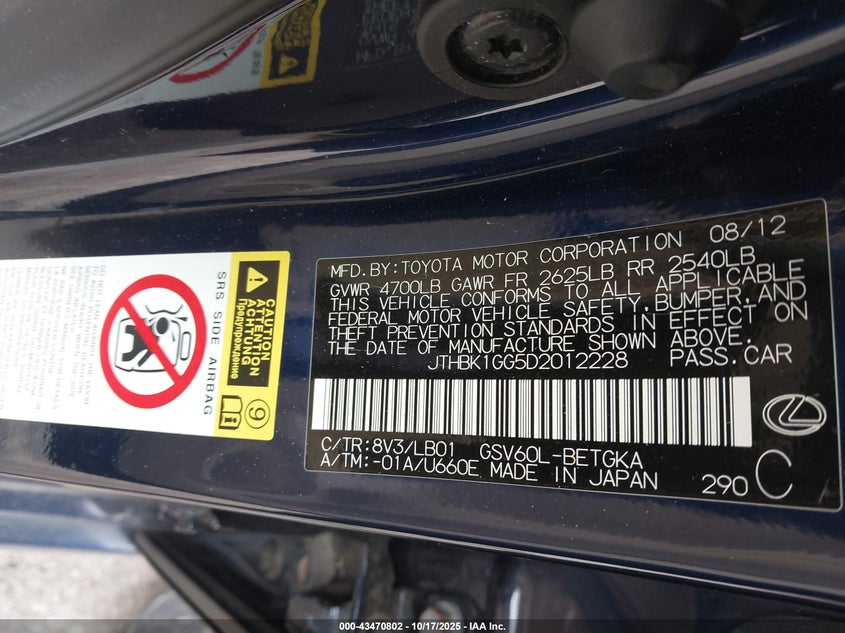 MFD.BY:TOYOTA MOTOR CORPORATION 08/12
GVWR 4700LB GAWR FR 2625LB RR 2540LB
THIS VEHICLE CONFORMS TO ALL APPLICABLE
FEDERAL MOTOR VEHICLE SAFETY,BUMPER,AND
THEFT PREVENTION STANDARDS IN EFFECT ON
THE DATE OF MANUFACTURE SHOWN ABOVE.
JTHBK1GG5D2012228 PASS.CAR
C/TR:8V3/LB01 GSV60L-BETGKA
A/TM:-01A/U660E MADE IN JAPAN
290 C
SRS SIDE AIRBAG
CAUTION
ATTENTION
ATENCION
Предупреждение
9
000-43470802 - 10/17/2025 - IAA Inc.